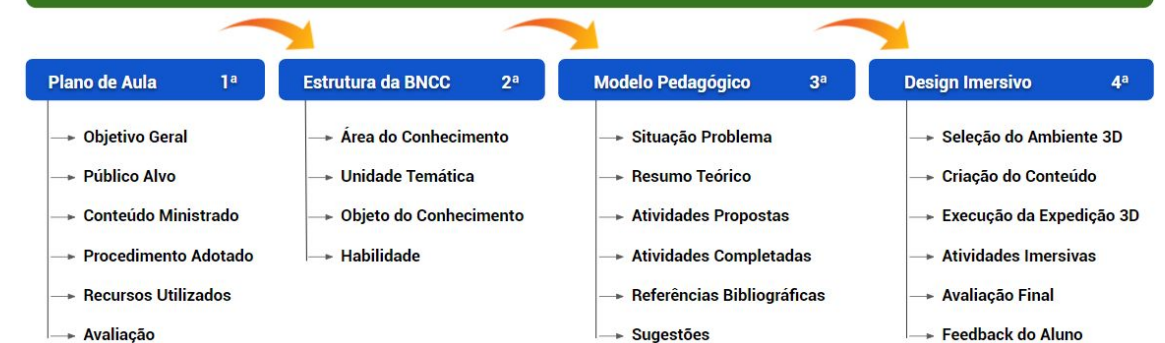 Plano de Aula 1ª
Objetivo Geral
Público Alvo
Conteúdo Ministrado
Procedimento Adotado
Recursos Utilizados
Avaliação
Estrutura da BNCC 2ª
Área do Conhecimento
Unidade Temática
Objeto do Conhecimento
Habilidade
Modelo Pedagógico 3ª
Situação Problema
Resumo Teórico
Atividades Propostas
Atividades Completadas
Referências Bibliográficas
Sugestões
Design Imersivo 4ª
Seleção do Ambiente 3D
Criação do Conteúdo
Execução da Expedição 3D
Atividades Imersivas
Avaliação Final
Feedback do Aluno